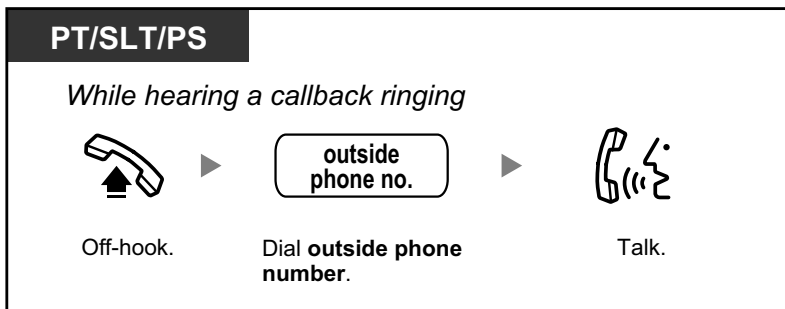 PT/SLT/PS
While hearing a callback ringing
outside
phone no.
Off-hook.
Dial outside phone
number.
Talk.